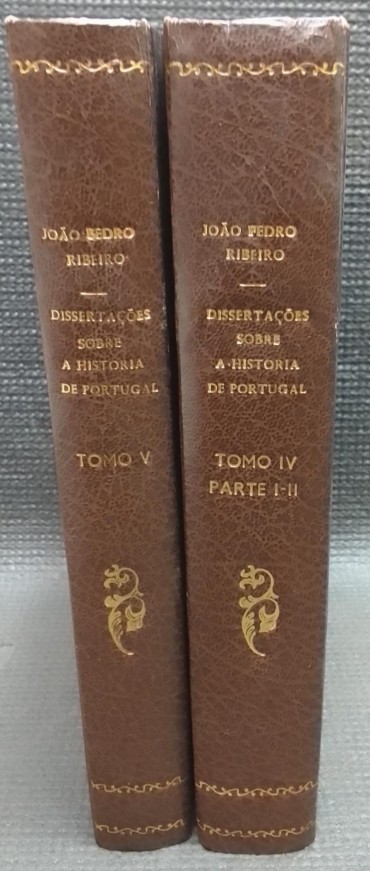 JOÃO PEDRO
RIBEIRO
DISSERTAÇÕES
SOBRE
A HISTORIA
DE PORTUGAL
TOMO V
JOÃO PEDRO
RIBEIRO
DISSERTAÇÕES
SOBRE
A HISTORIA
DE PORTUGAL
TOMO IV
PARTE I-II